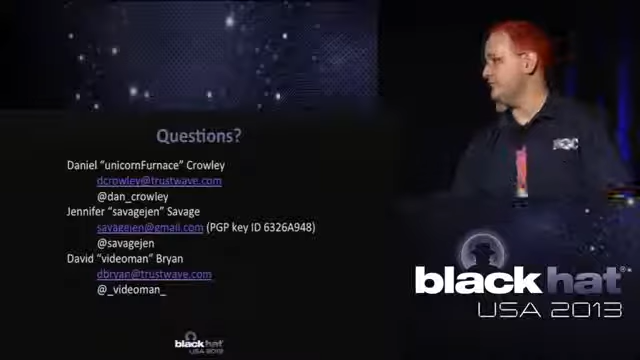 Questions?
Daniel “unicornFurnace” Crowley
dcrowley@trustwave.com
@dan_crowley
Jennifer “savagejen” Savage
savagejen@gmail.com (PGP key ID 6326A948)
@savagejen
David “videoman” Bryan
dbryan@trustwave.com
@_videoman_
black hat
USA 2013
black hat®
USA 2013